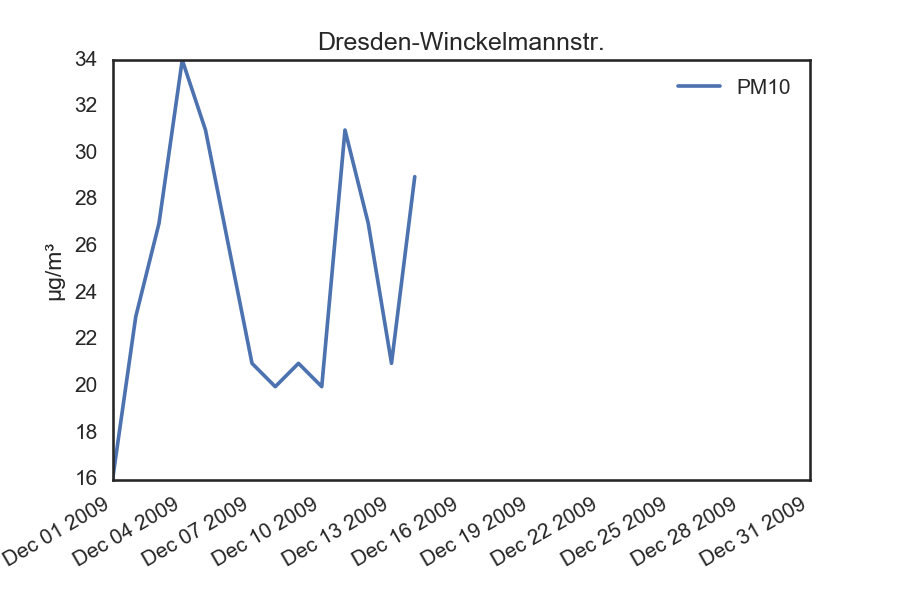 Dresden-Winckelmannstr.
PM10
µg/m³
34
32
30
28
26
24
22
20
18
16
Dec 01 2009
Dec 04 2009
Dec 07 2009
Dec 10 2009
Dec 13 2009
Dec 16 2009
Dec 19 2009
Dec 22 2009
Dec 25 2009
Dec 28 2009
Dec 31 2009